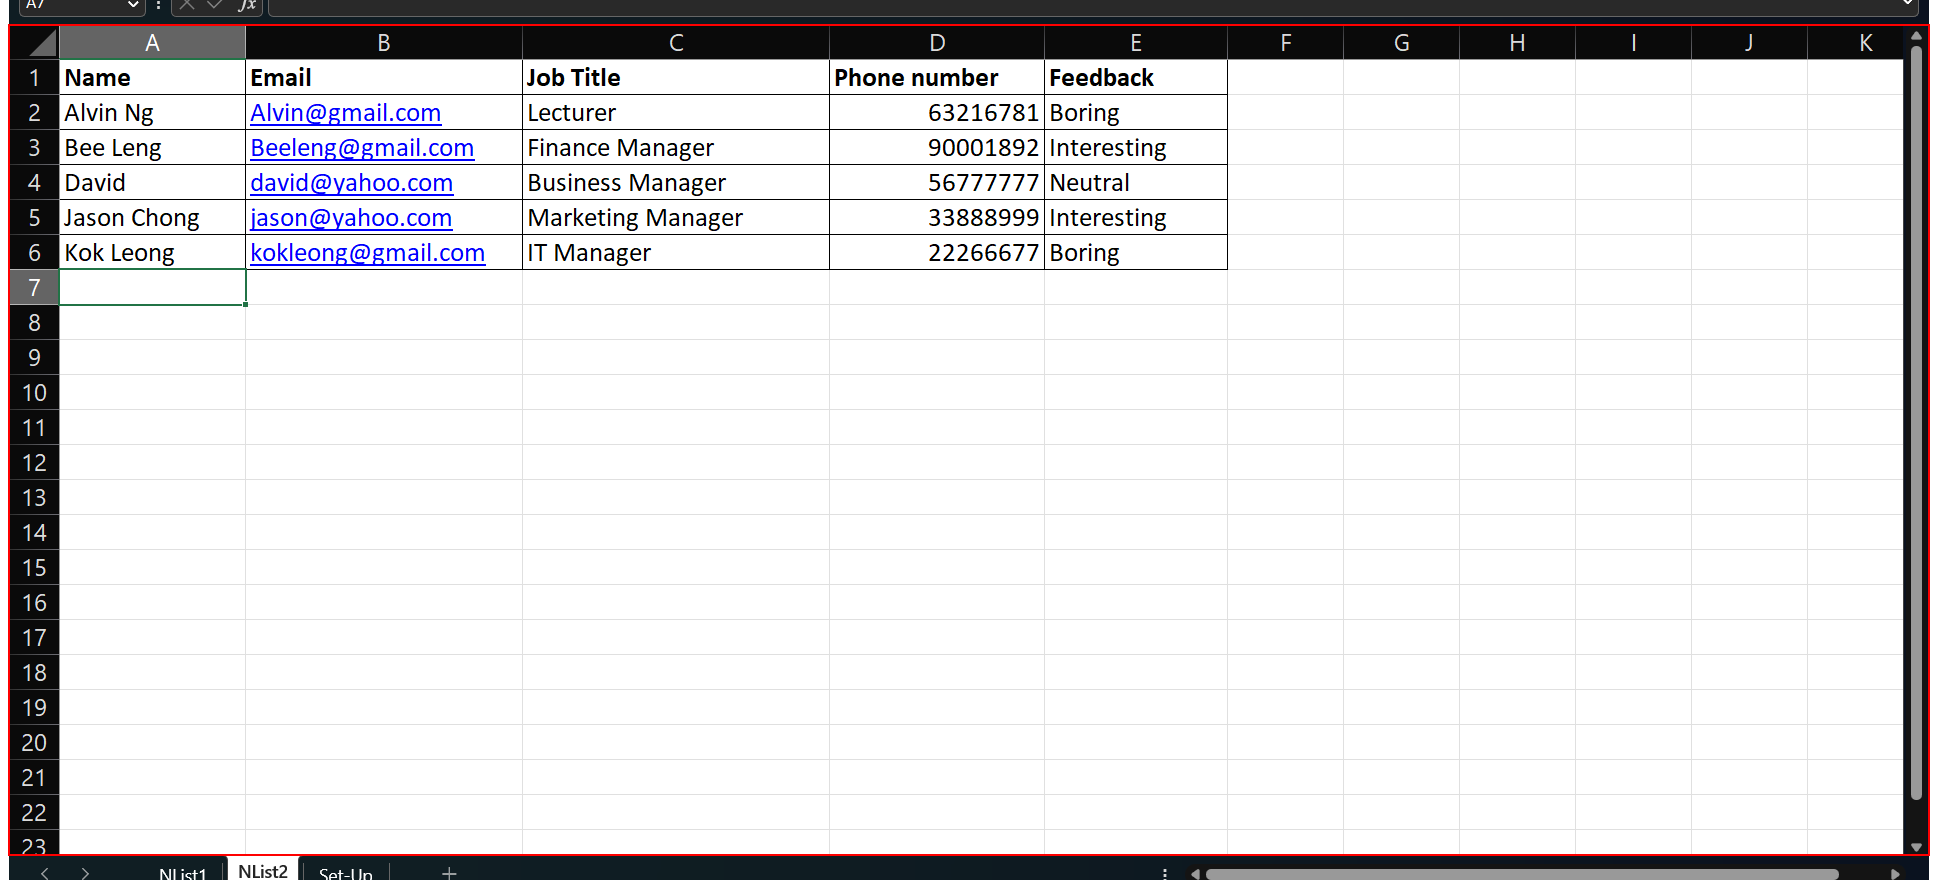 A7 fx
A B C D E F G H I J K
1 Name Email Job Title Phone number Feedback
2 Alvin Ng Alvin@gmail.com Lecturer 63216781 Boring
3 Bee Leng Beeleng@gmail.com Finance Manager 90001892 Interesting
4 David david@yahoo.com Business Manager 56777777 Neutral
5 Jason Chong jason@yahoo.com Marketing Manager 33888999 Interesting
6 Kok Leong kokleong@gmail.com IT Manager 22266677 Boring
7
8
9
10
11
12
13
14
15
16
17
18
19
20
21
22
23
NList1 NList2 Set-Up +